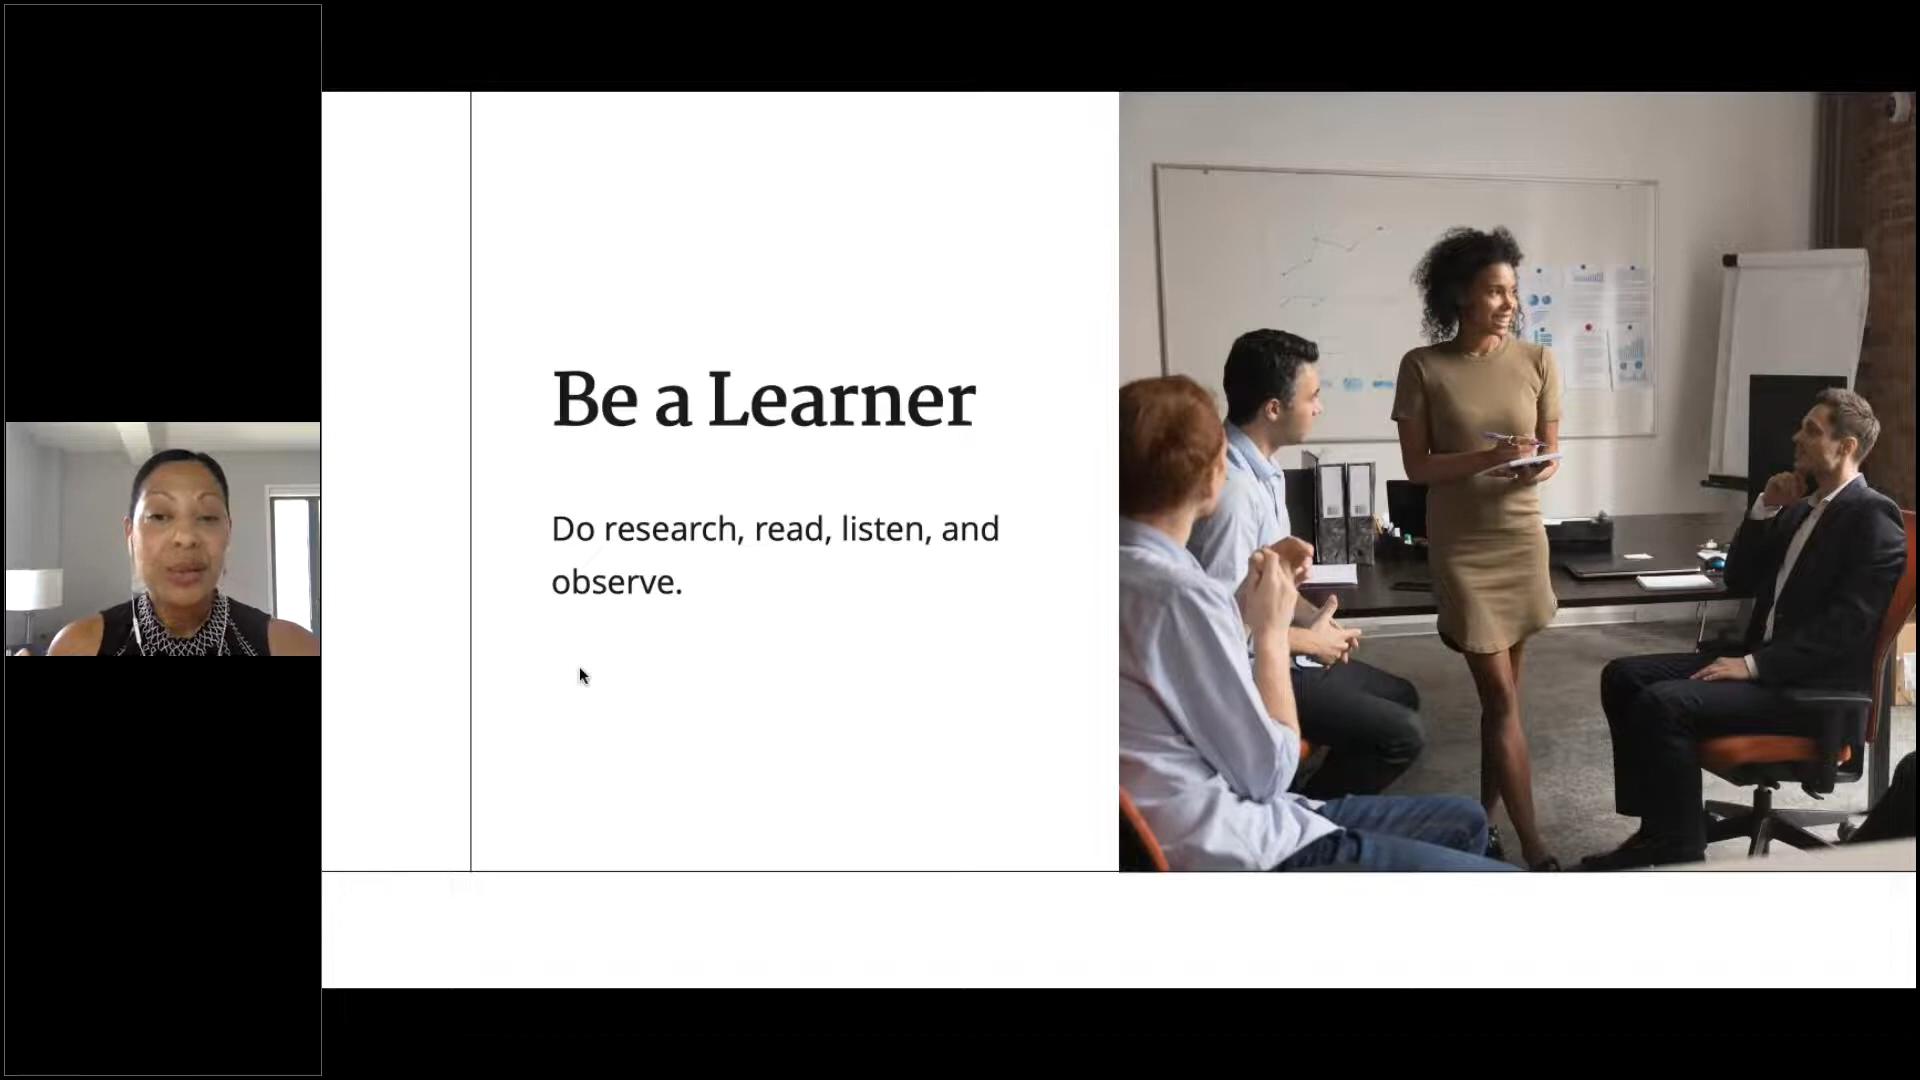 Be a Learner
Do research, read, listen, and
observe.